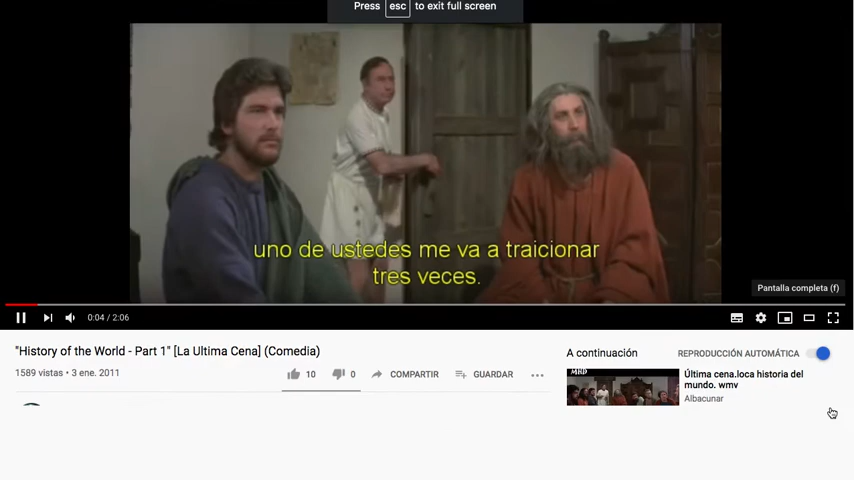 Press esc to exit full screen
uno de ustedes me va a traicionar
tres veces.
Pantalla completa (f)
0:04 / 2:06
"History of the World - Part 1" [La Ultima Cena] (Comedia)
1589 vistas • 3 ene. 2011
10
0
COMPARTIR
GUARDAR
A continuación
REPRODUCCIÓN AUTOMÁTICA
MBD
Última cena.loca historia del
mundo. wmv
Albacunar